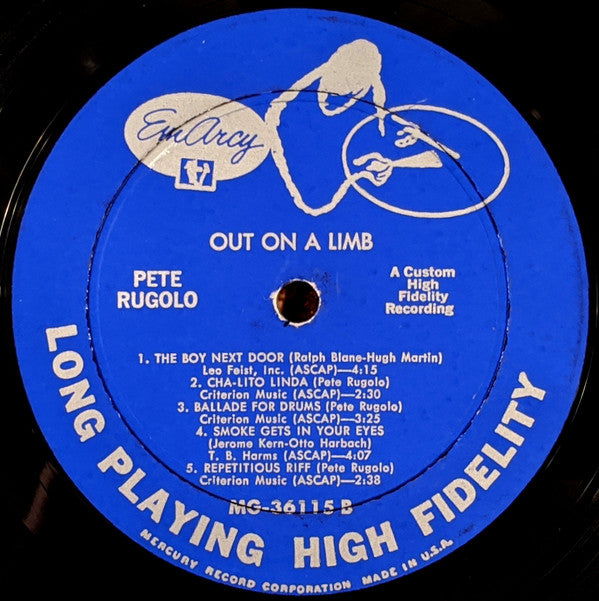 EmArcy
OUT ON A LIMB
PETE
RUGOLO
A Custom
High
Fidelity
Recording
1. THE BOY NEXT DOOR (Ralph Blane-Hugh Martin)
Leo Feist, Inc. (ASCAP)—4:15
2. CHA-LITO LINDA (Pete Rugolo)
Criterion Music (ASCAP)—2:30
3. BALLADE FOR DRUMS (Pete Rugolo)
Criterion Music (ASCAP)—3:25
4. SMOKE GETS IN YOUR EYES
(Jerome Kern-Otto Harbach)
T. B. Harms (ASCAP)—4:07
5. REPETITIOUS RIFF (Pete Rugolo)
Criterion Music (ASCAP)—2:38
MG-36115 B
LONG PLAYING HIGH FIDELITY
MERCURY RECORD CORPORATION MADE IN U.S.A.